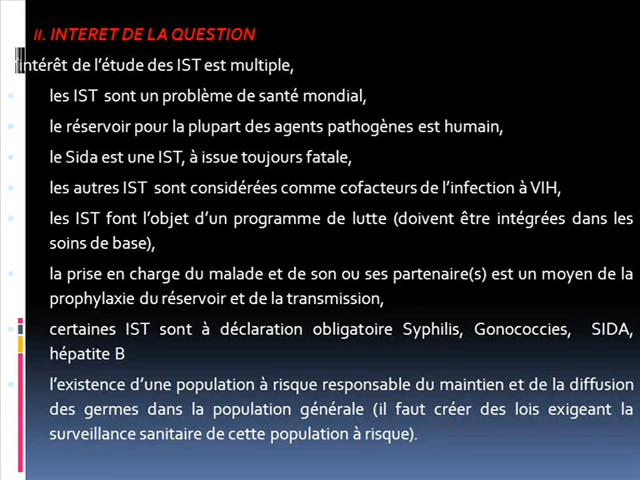 II. INTERET DE LA QUESTION
intérêt de l'étude des IST est multiple,
les IST sont un problème de santé mondial,
le réservoir pour la plupart des agents pathogènes est humain,
le Sida est une IST, à issue toujours fatale,
les autres IST sont considérées comme cofacteurs de l'infection à VIH,
les IST font l'objet d'un programme de lutte (doivent être intégrées dans les
soins de base),
la prise en charge du malade et de son ou ses partenaire(s) est un moyen de la
prophylaxie du réservoir et de la transmission,
certaines IST sont à déclaration obligatoire Syphilis, Gonococcies, SIDA,
hépatite B
l'existence d'une population à risque responsable du maintien et de la diffusion
des germes dans la population générale (il faut créer des lois exigeant la
surveillance sanitaire de cette population à risque).